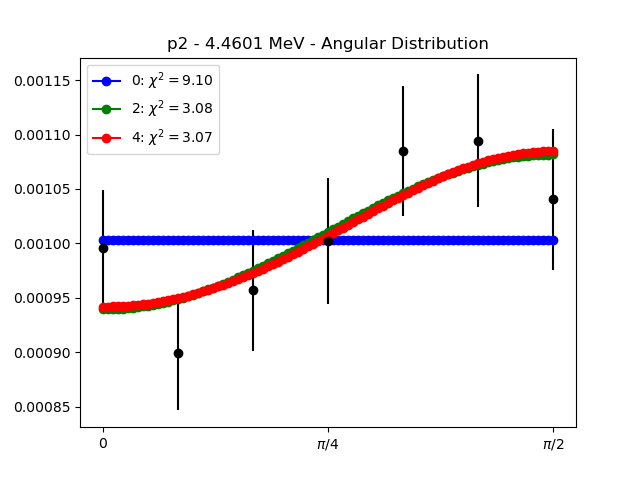 p2 - 4.4601 MeV - Angular Distribution
0.00115
0.00110
0.00105
0.00100
0.00095
0.00090
0.00085
0: χ² = 9.10
2: χ² = 3.08
4: χ² = 3.07
0
π/4
π/2